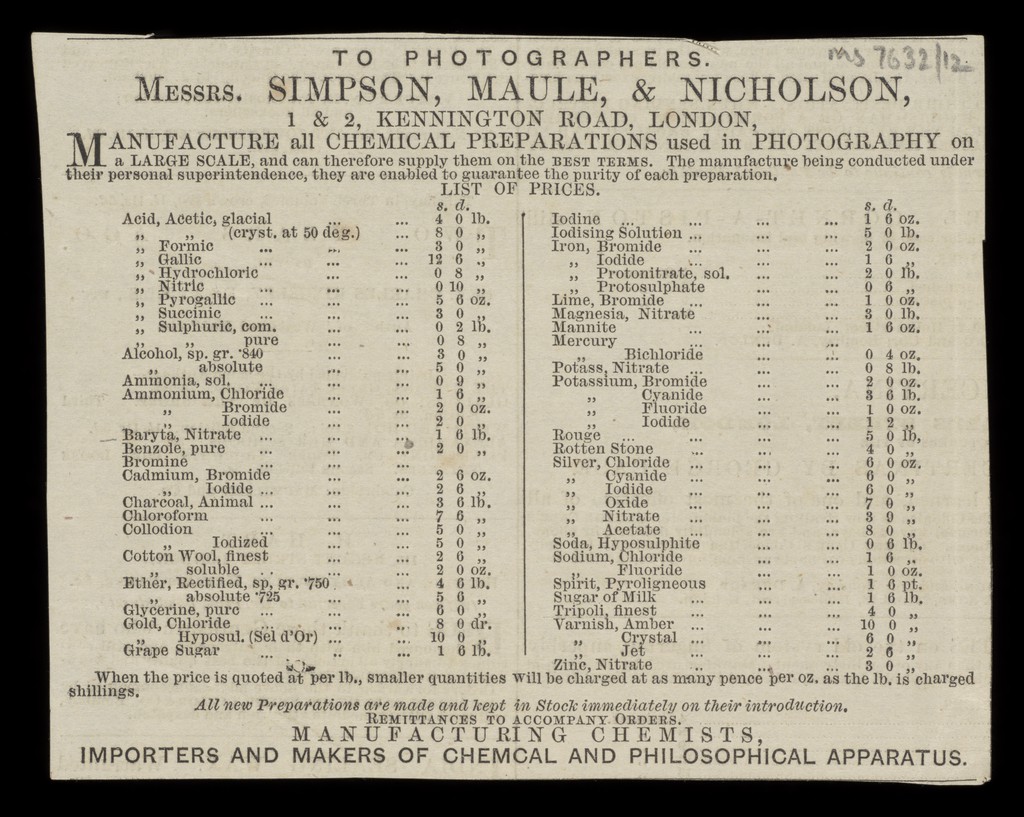 TO PHOTOGRAPHERS.
MS 7632/12
MESSRS. SIMPSON, MAULE, & NICHOLSON,
1 & 2, KENNINGTON ROAD, LONDON,
MANUFACTURE all CHEMICAL PREPARATIONS used in PHOTOGRAPHY on
a LARGE SCALE, and can therefore supply them on the BEST TERMS. The manufacture being conducted under
their personal superintendence, they are enabled to guarantee the purity of each preparation.
LIST OF PRICES.
s. d.
Acid, Acetic, glacial ... ... 4 0 lb.
„ „ (cryst. at 50 deg.) ... 8 0 „
„ Formic ... ... ... 3 0 „
„ Gallic ... ... ... 12 6 „
„ Hydrochloric ... ... 0 8 „
„ Nitric ... ... ... 0 10 „
„ Pyrogallic ... ... ... 5 6 oz.
„ Succinic ... ... ... 3 0 „
„ Sulphuric, com. ... ... 0 2 lb.
„ „ pure ... ... 0 8 „
Alcohol, sp. gr. ·840 ... ... 3 0 „
„ absolute ... ... 5 0 „
Ammonia, sol. ... ... ... 0 9 „
Ammonium, Chloride ... ... 1 6 „
„ Bromide ... ... 2 0 oz.
„ Iodide ... ... 2 0 „
Baryta, Nitrate ... ... ... 1 6 lb.
Benzole, pure ... ... ... 2 0 „
Bromine ... ... ...
Cadmium, Bromide ... ... 2 6 oz.
„ Iodide ... ... ... 2 6 „
Charcoal, Animal ... ... ... 3 6 lb.
Chloroform ... ... ... 7 6 „
Collodion ... ... ... 5 0 „
„ Iodized ... ... 5 0 „
Cotton Wool, finest ... ... 2 6 „
„ soluble .. ... ... 2 0 oz.
Ether, Rectified, sp, gr. ·750 ... ... 4 6 lb.
„ absolute ·725 ... ... 5 6 „
Glycerine, pure ... ... ... 6 0 „
Gold, Chloride ... ... ... 8 0 dr.
„ Hyposul. (Sel d'Or) ... ... 10 0 „
Grape Sugar ... ... ... 1 6 lb.
s. d.
Iodine ... ... ... ... 1 6 oz.
Iodising Solution ... ... ... 5 0 lb.
Iron, Bromide ... ... ... 2 0 oz.
„ Iodide ... ... ... 1 6 „
„ Protonitrate, sol. ... ... 2 0 lb.
„ Protosulphate ... ... 0 6 „
Lime, Bromide ... ... ... 1 0 oz.
Magnesia, Nitrate ... ... ... 3 0 lb.
Mannite ... ... ... 1 6 oz.
Mercury ... ... ...
„ Bichloride ... ... 0 4 oz.
Potass, Nitrate ... ... ... 0 8 lb.
Potassium, Bromide ... ... 2 0 oz.
„ Cyanide ... ... 3 6 lb.
„ Fluoride ... ... 1 0 oz.
„ Iodide ... ... 1 2 „
Rouge ... ... ... ... 5 0 lb,
Rotten Stone ... ... ... 4 0 „
Silver, Chloride ... ... ... 6 0 oz.
„ Cyanide ... ... ... 6 0 „
„ Iodide ... ... ... 6 0 „
„ Oxide ... ... ... 7 0 „
„ Nitrate ... ... ... 3 9 „
„ Acetate ... ... ... 8 0 „
Soda, Hyposulphite ... ... 0 6 lb.
Sodium, Chloride ... ... 1 6 „
„ Fluoride ... ... 1 0 oz.
Spirit, Pyroligneous ... ... 1 6 pt.
Sugar of Milk ... ... ... 1 6 lb.
Tripoli, finest ... ... ... 4 0 „
Varnish, Amber ... ... ... 10 0 „
„ Crystal ... ... ... 6 0 „
„ Jet ... ... ... 2 6 „
Zinc, Nitrate .. ... ... 3 0 „
When the price is quoted at per lb., smaller quantities will be charged at as many pence per oz. as the lb. is charged
shillings.
All new Preparations are made and kept in Stock immediately on their introduction.
REMITTANCES TO ACCOMPANY ORDERS.
MANUFACTURING CHEMISTS,
IMPORTERS AND MAKERS OF CHEMCAL AND PHILOSOPHICAL APPARATUS.